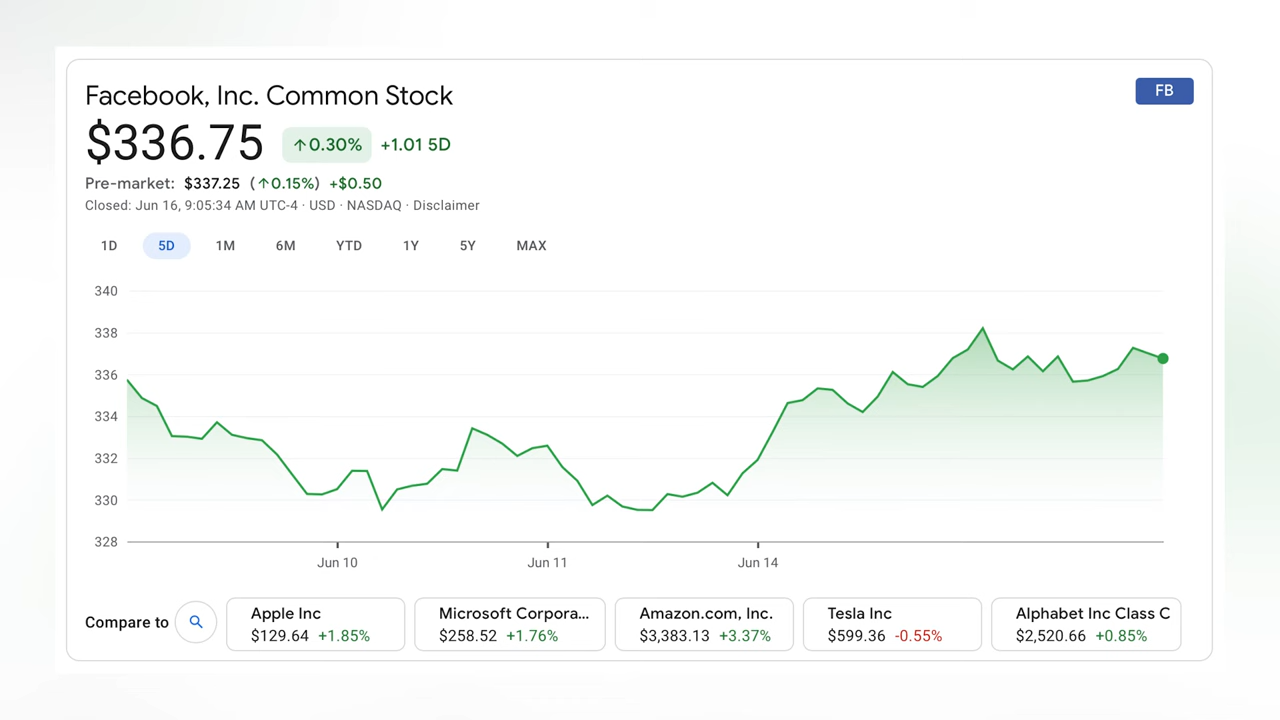 Facebook, Inc. Common Stock
FB
$336.75 ↑0.30% +1.01 5D
Pre-market: $337.25 (↑0.15%) +$0.50
Closed: Jun 16, 9:05:34 AM UTC-4 · USD · NASDAQ · Disclaimer
1D 5D 1M 6M YTD 1Y 5Y MAX
340
338
336
334
332
330
328
Jun 10 Jun 11 Jun 14
Compare to
Apple Inc
$129.64 +1.85%
Microsoft Corpora...
$258.52 +1.76%
Amazon.com, Inc.
$3,383.13 +3.37%
Tesla Inc
$599.36 -0.55%
Alphabet Inc Class C
$2,520.66 +0.85%